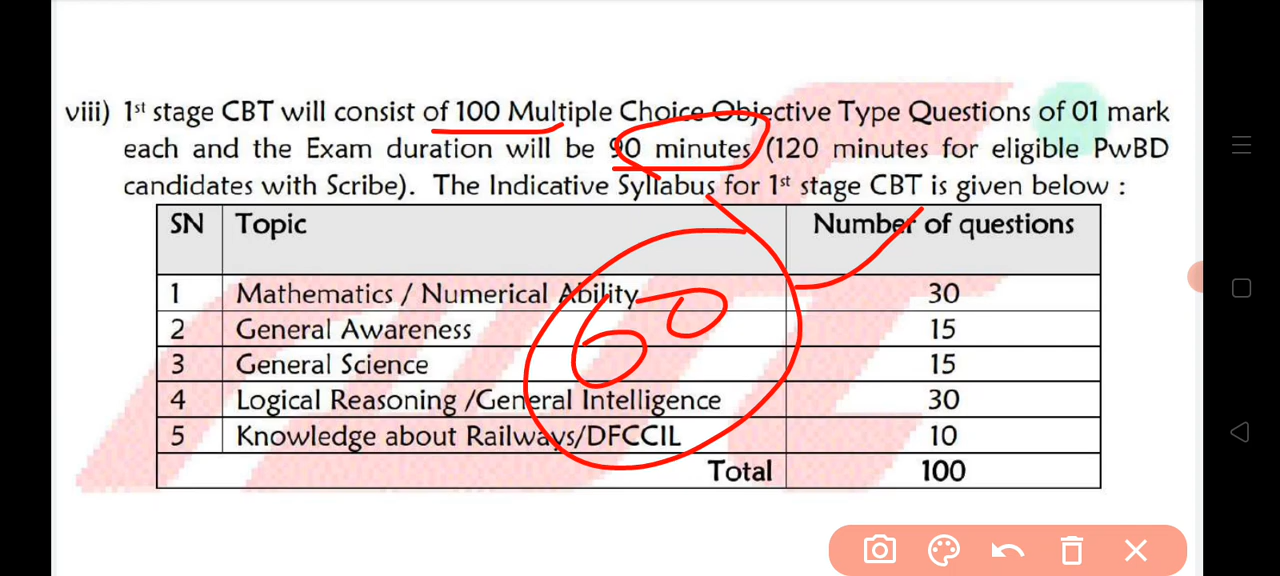 viii) 1st stage CBT will consist of 100 Multiple Choice Objective Type Questions of 01 mark
each and the Exam duration will be 90 minutes (120 minutes for eligible PwBD
candidates with Scribe). The Indicative Syllabus for 1st stage CBT is given below :
SN Topic Number of questions
1 Mathematics / Numerical Ability 30
2 General Awareness 15
3 General Science 15
4 Logical Reasoning /General Intelligence 30
5 Knowledge about Railways/DFCCIL 10
Total 100
60